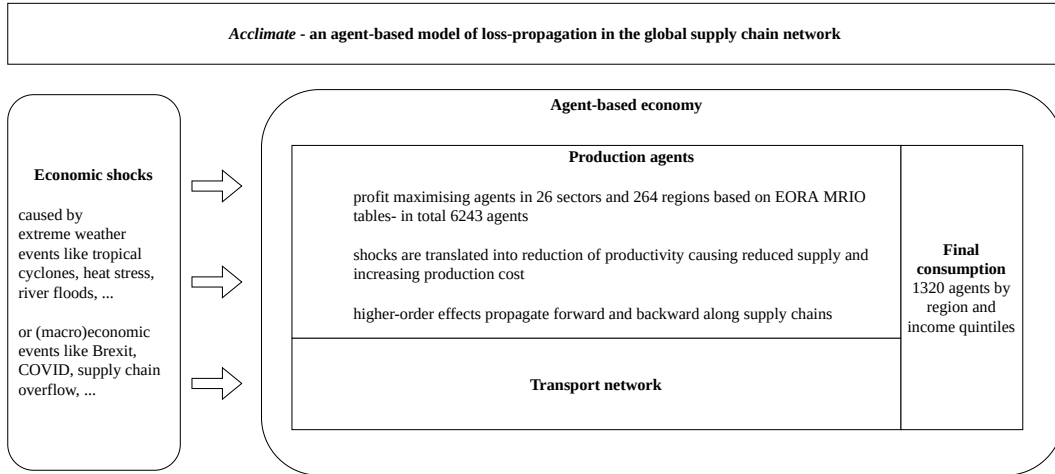 Acclimate - an agent-based model of loss-propagation in the global supply chain network
Economic shocks
caused by
extreme weather
events like tropical
cyclones, heat stress,
river floods, ...
or (macro)economic
events like Brexit,
COVID, supply chain
overflow, ...
Agent-based economy
Production agents
profit maximising agents in 26 sectors and 264 regions based on EORA MRIO
tables- in total 6243 agents
shocks are translated into reduction of productivity causing reduced supply and
increasing production cost
higher-order effects propagate forward and backward along supply chains
Transport network
Final
consumption
1320 agents by
region and
income quintiles